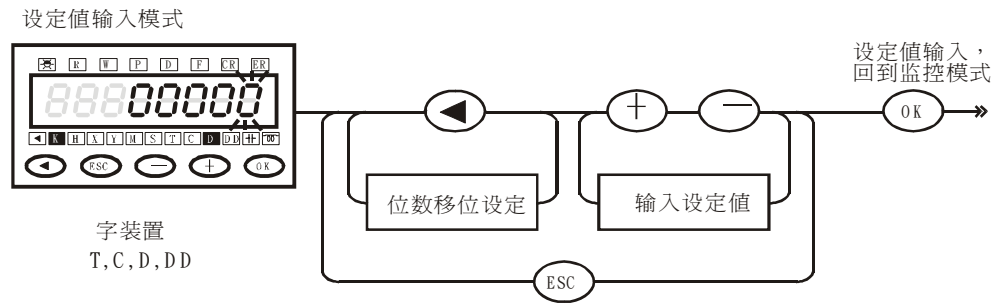 设定值输入模式
R W P D F CR ER
88800000
K H X Y M S T C D DD
ESC
OK
字装置
T,C,D,DD
位数移位设定
输入设定值
ESC
设定值输入，
回到监控模式
OK